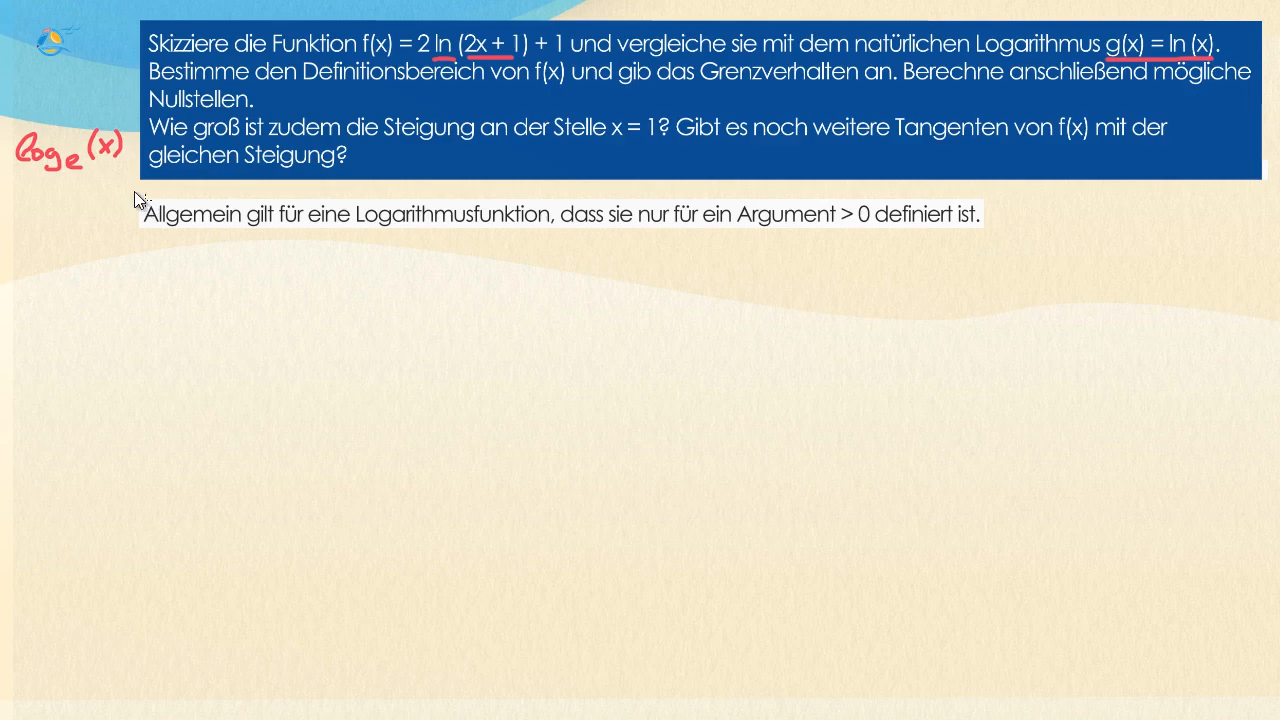 Skizziere die Funktion f(x) = 2 ln (2x + 1) + 1 und vergleiche sie mit dem natürlichen Logarithmus g(x) = ln (x).
Bestimme den Definitionsbereich von f(x) und gib das Grenzverhalten an. Berechne anschließend mögliche
Nullstellen.
Wie groß ist zudem die Steigung an der Stelle x = 1? Gibt es noch weitere Tangenten von f(x) mit der
gleichen Steigung?
log e (x)
Allgemein gilt für eine Logarithmusfunktion, dass sie nur für ein Argument > 0 definiert ist.